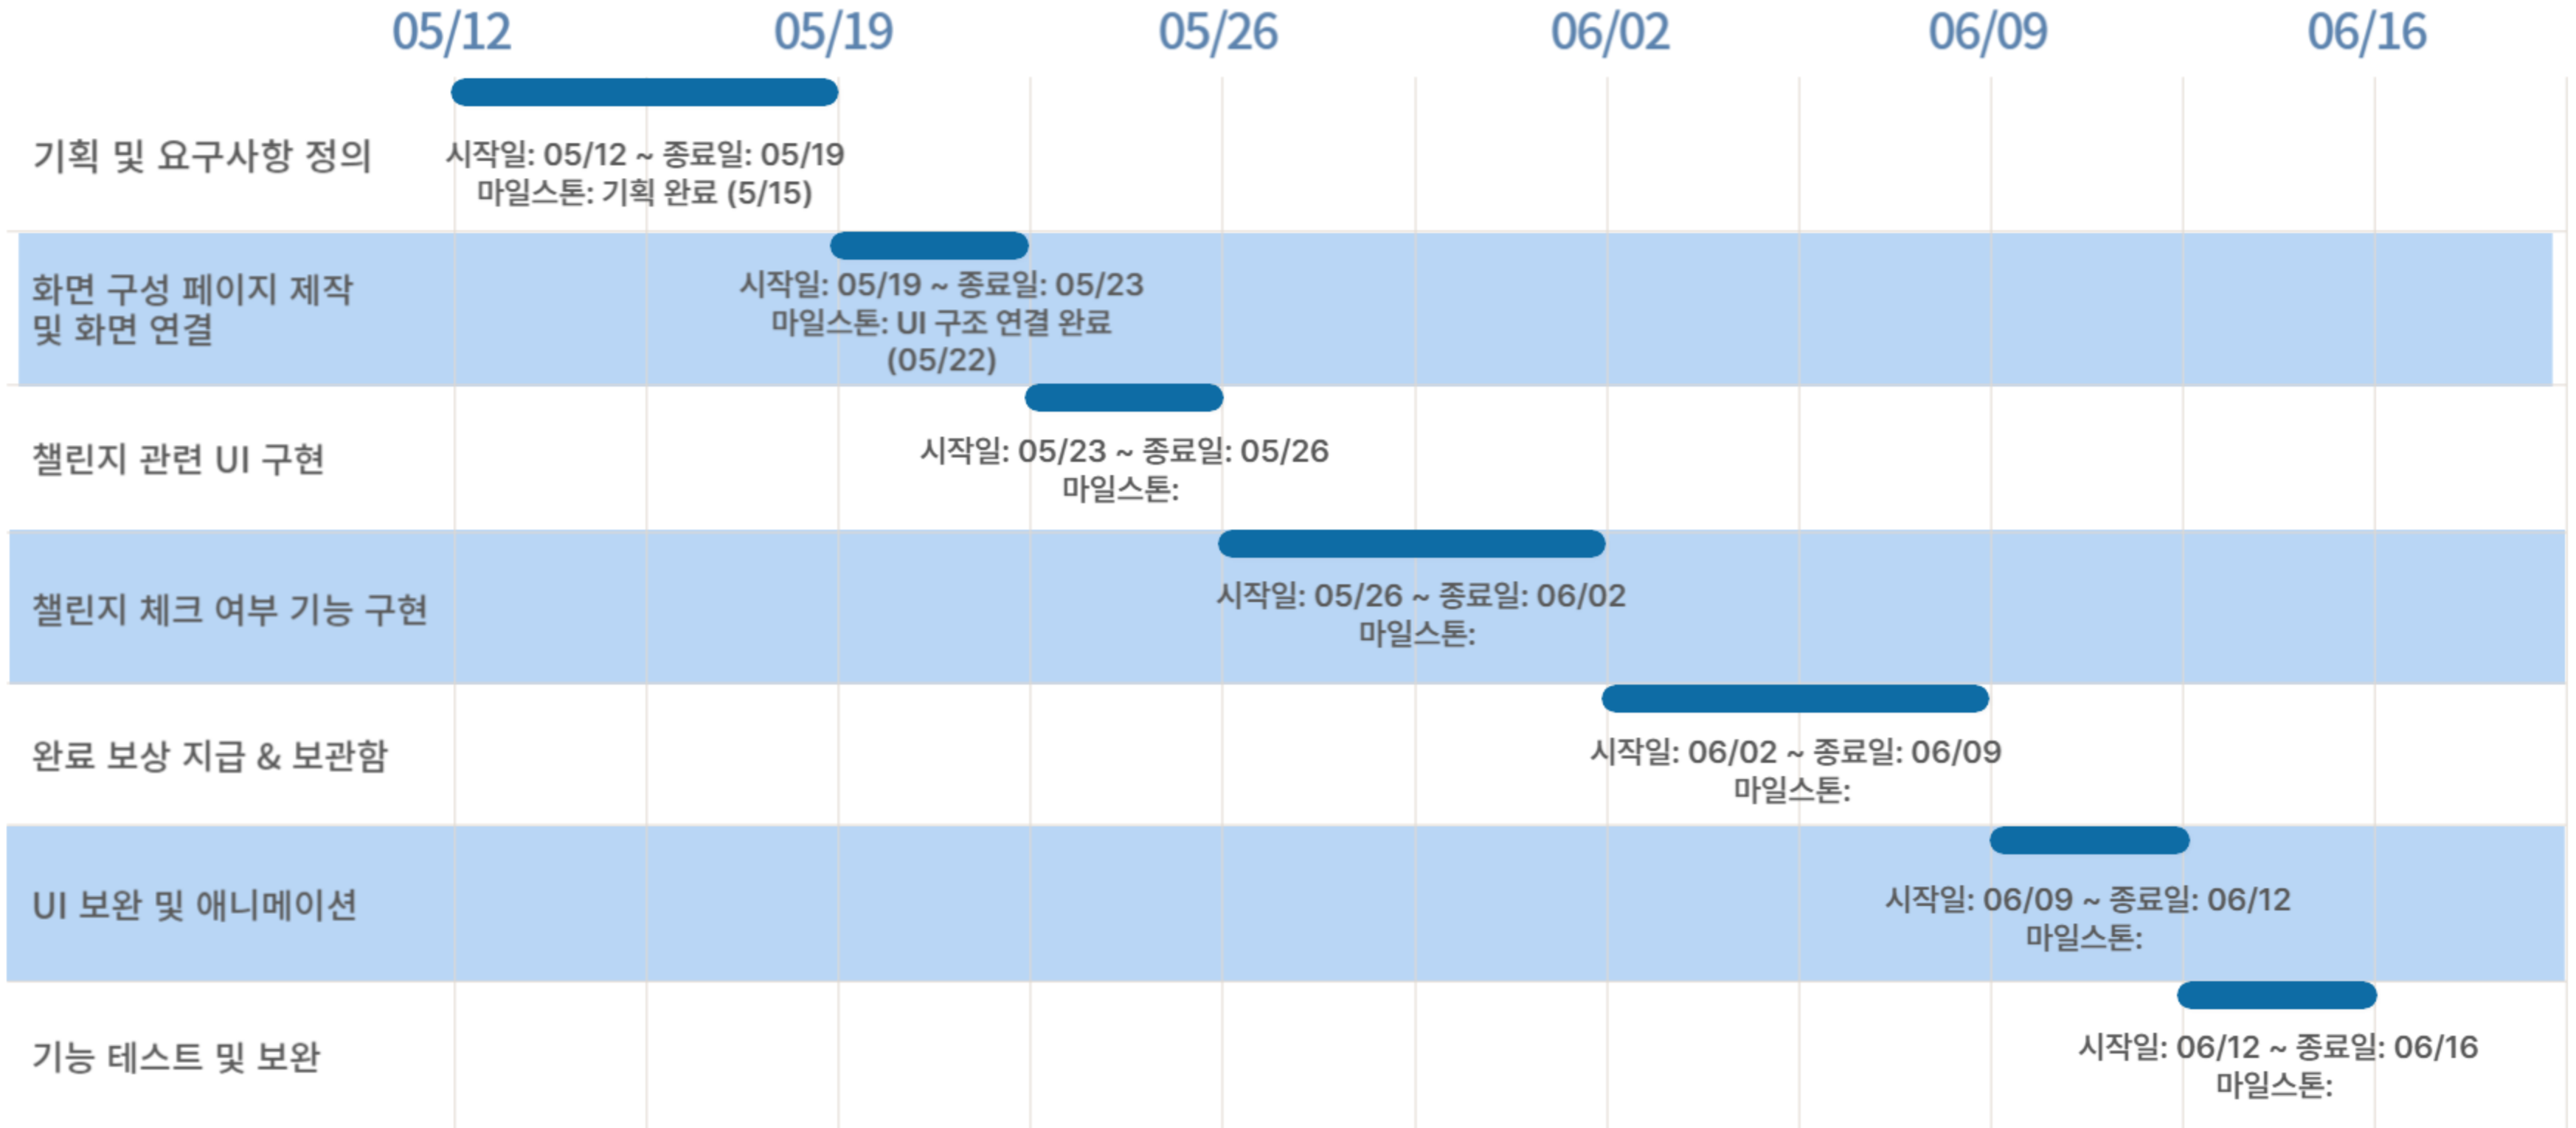 05/12 05/19 05/26 06/02 06/09 06/16
기획 및 요구사항 정의
시작일: 05/12 ~ 종료일: 05/19
마일스톤: 기획 완료 (5/15)
화면 구성 페이지 제작
및 화면 연결
시작일: 05/19 ~ 종료일: 05/23
마일스톤: UI 구조 연결 완료
(05/22)
챌린지 관련 UI 구현
시작일: 05/23 ~ 종료일: 05/26
마일스톤:
챌린지 체크 여부 기능 구현
시작일: 05/26 ~ 종료일: 06/02
마일스톤:
완료 보상 지급 & 보관함
시작일: 06/02 ~ 종료일: 06/09
마일스톤:
UI 보완 및 애니메이션
시작일: 06/09 ~ 종료일: 06/12
마일스톤:
기능 테스트 및 보완
시작일: 06/12 ~ 종료일: 06/16
마일스톤: